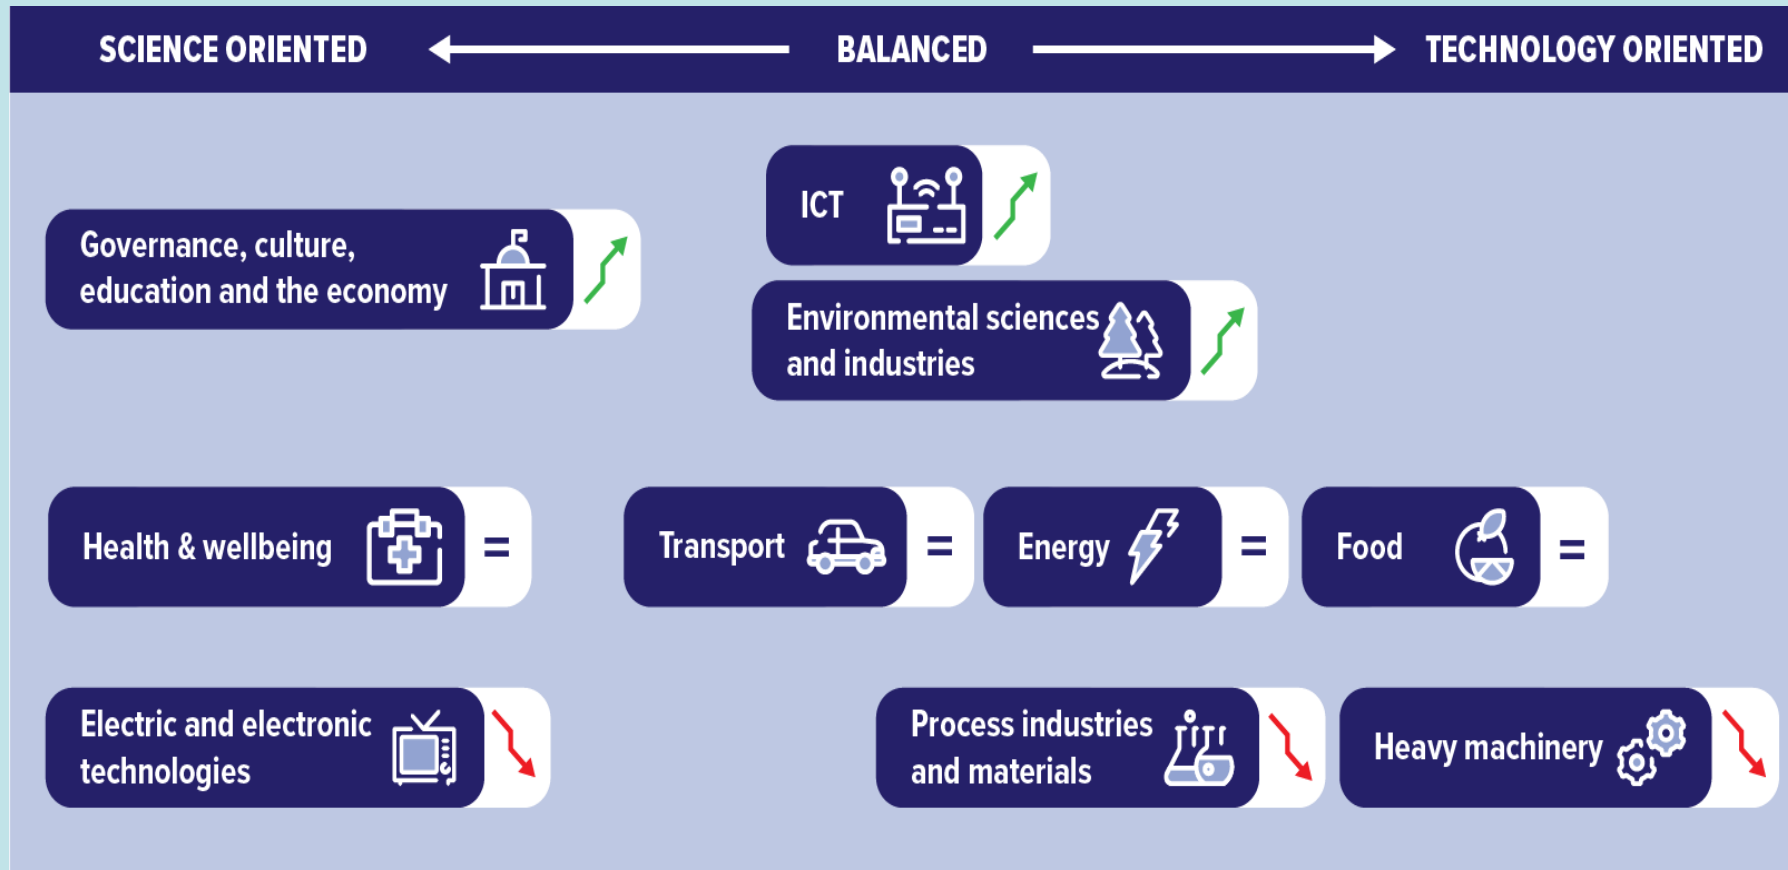 SCIENCE ORIENTED
BALANCED
TECHNOLOGY ORIENTED
ICT
Governance, culture,
education and the economy
Environmental sciences
and industries
Health & wellbeing
=
Transport
=
Energy
=
Food
=
Electric and electronic
technologies
Process industries
and materials
Heavy machinery